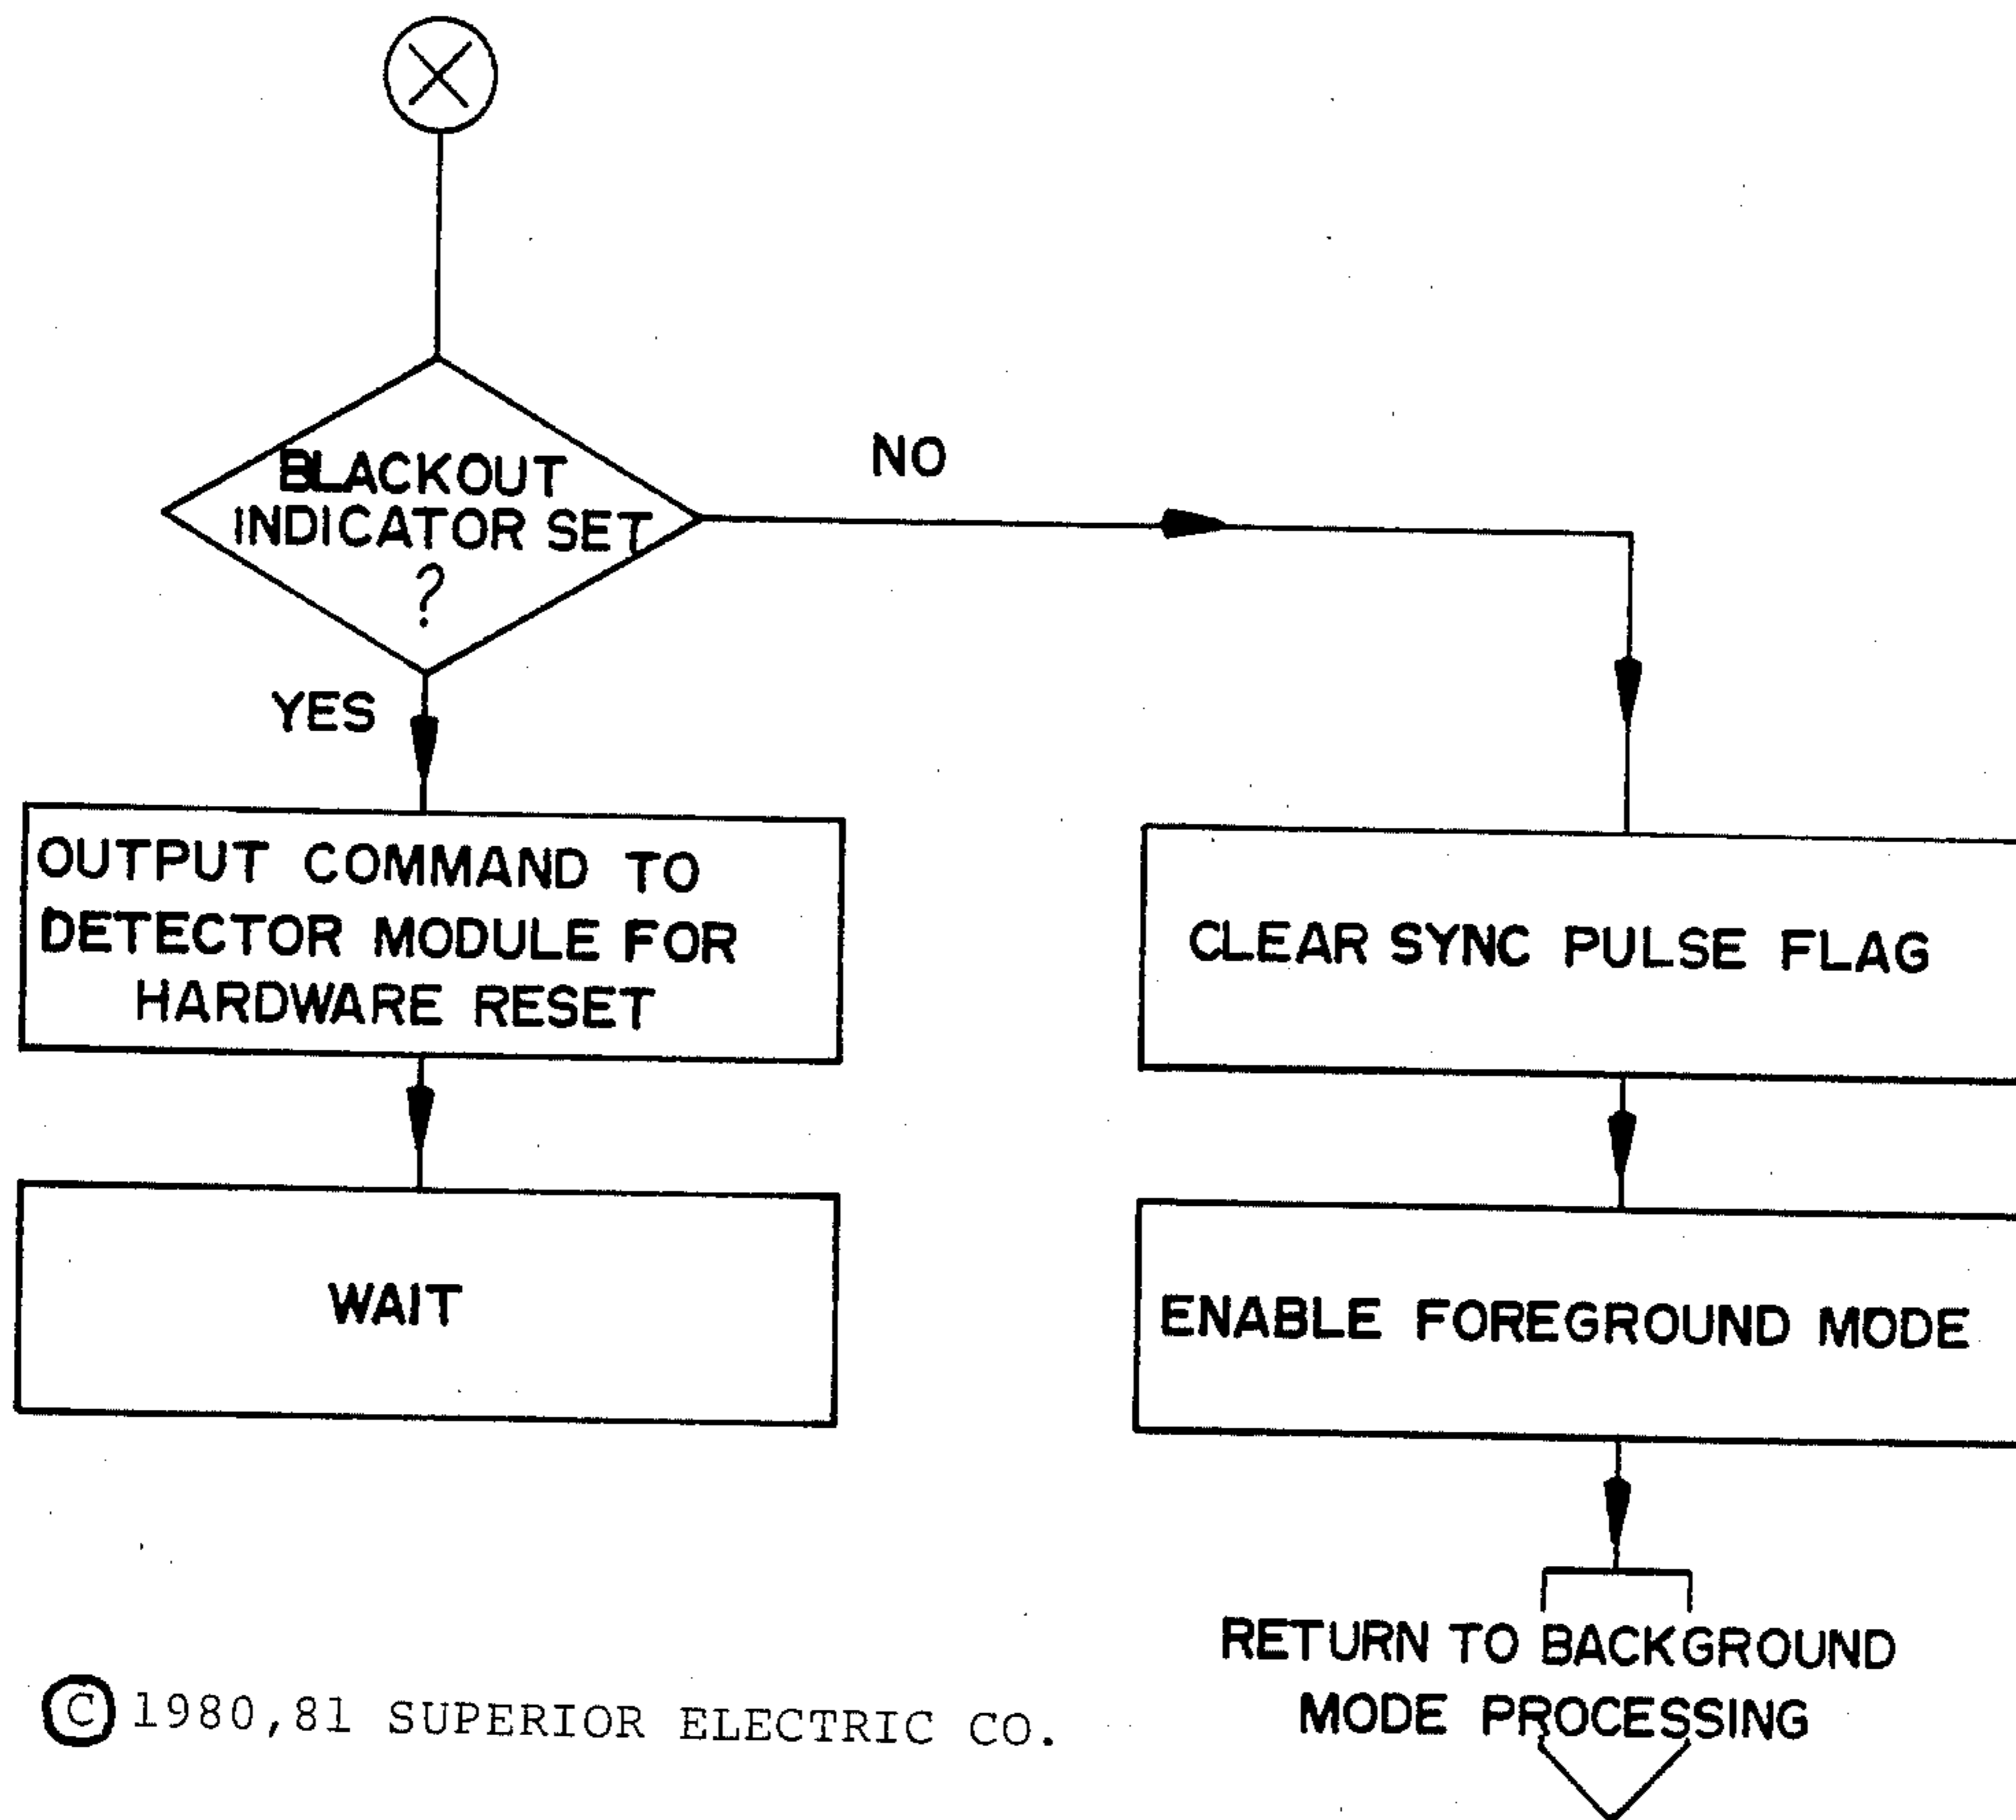 X
BLACKOUT
INDICATOR SET
?
NO
YES
OUTPUT COMMAND TO
DETECTOR MODULE FOR
HARDWARE RESET
WAIT
CLEAR SYNC PULSE FLAG
ENABLE FOREGROUND MODE
RETURN TO BACKGROUND
MODE PROCESSING
© 1980,81 SUPERIOR ELECTRIC CO.